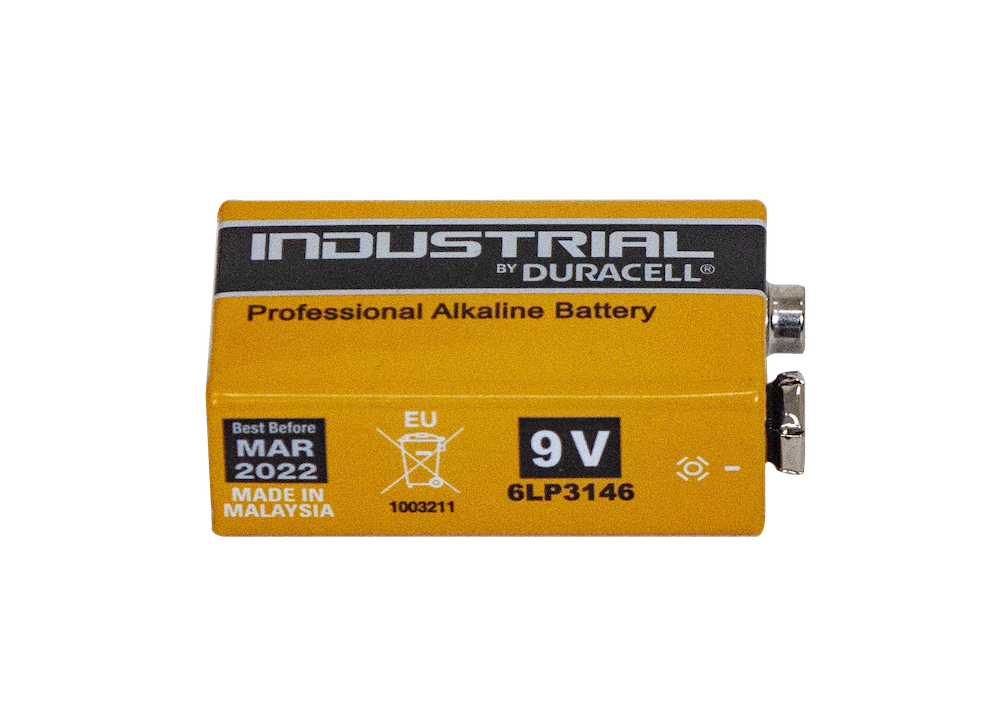 INDUSTRIAL
BY DURACELL®
Professional Alkaline Battery
Best Before
MAR
2022
MADE IN
MALAYSIA
EU
1003211
9V
6LP3146
-